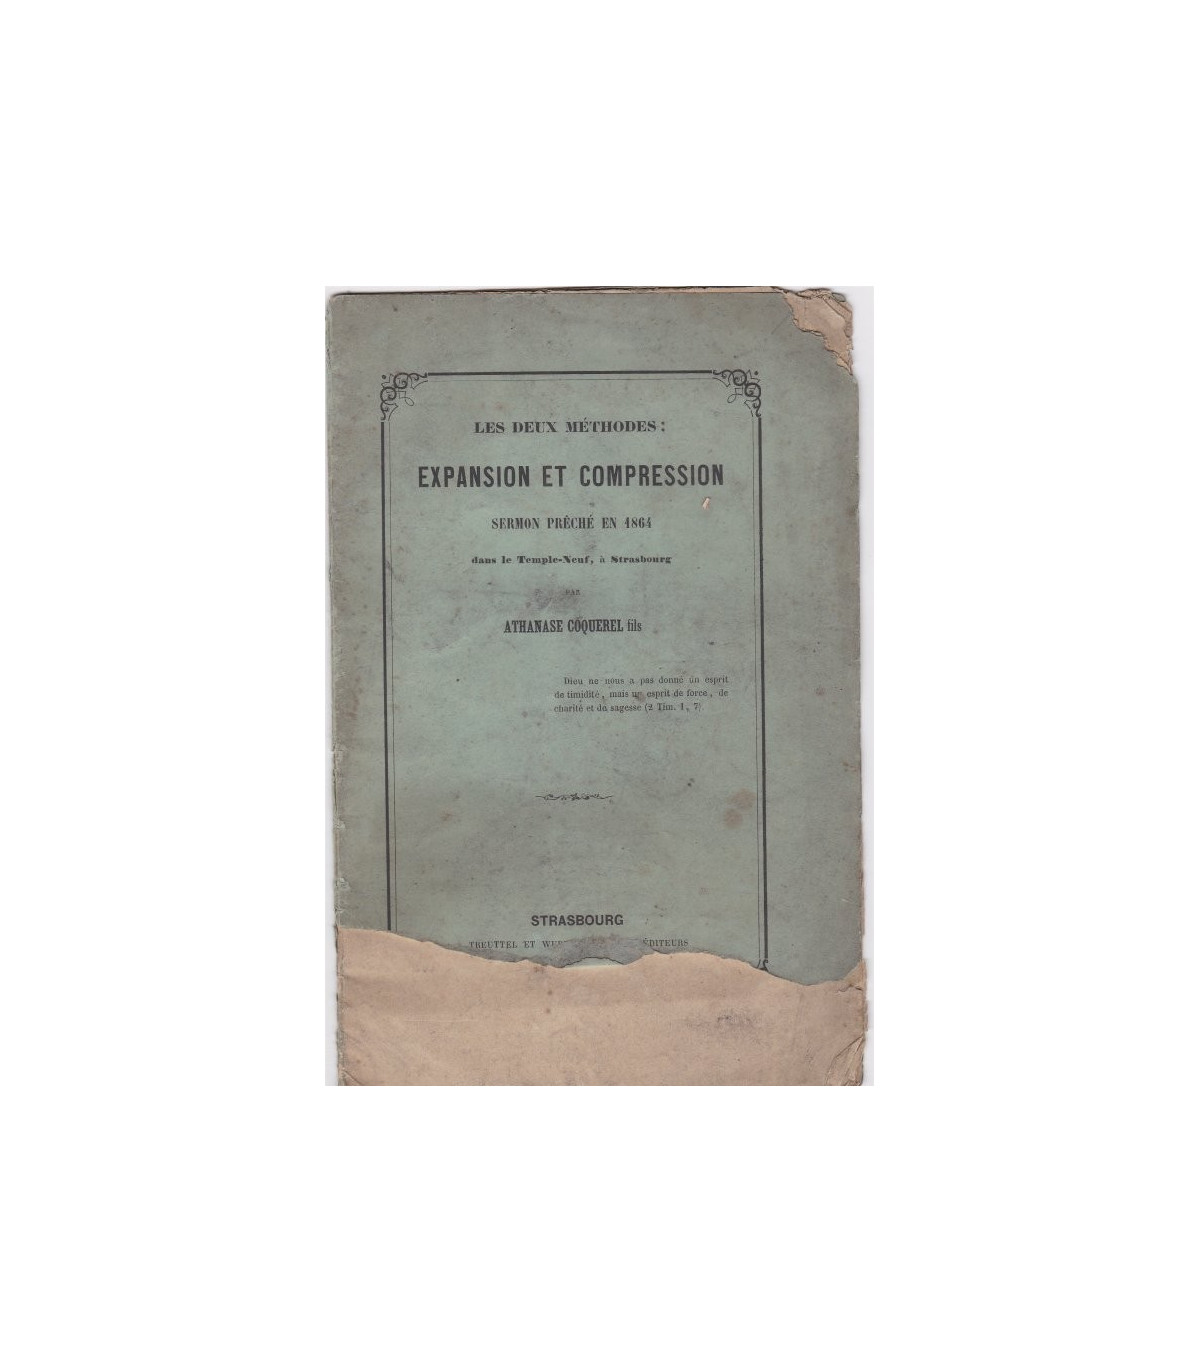 LES DEUX MÉTHODES :
EXPANSION ET COMPRESSION
SERMON PRÊCHÉ EN 1864
dans le Temple-Neuf, à Strasbourg
PAR
ATHANASE COQUEREL fils
Dieu ne nous a pas donné un esprit
de timidité, mais un esprit de force, de
charité et de sagesse (2 Tim. 1, 7)
STRASBOURG
TREUTTEL ET ÉDITEURS